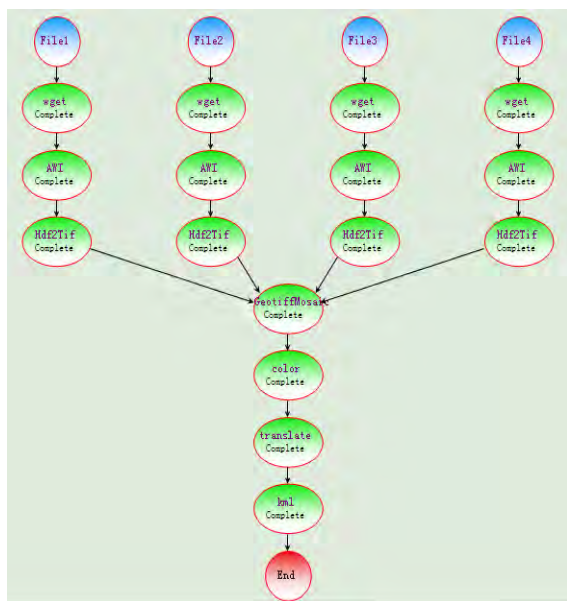 File1 File2 File3 File4
wget wget wget wget
Complete Complete Complete Complete
AWI AWI AWI AWI
Complete Complete Complete Complete
Hdf2Tif Hdf2Tif Hdf2Tif Hdf2Tif
Complete Complete Complete Complete
GeotiffMosaic
Complete
color
Complete
translate
Complete
kml
Complete
End